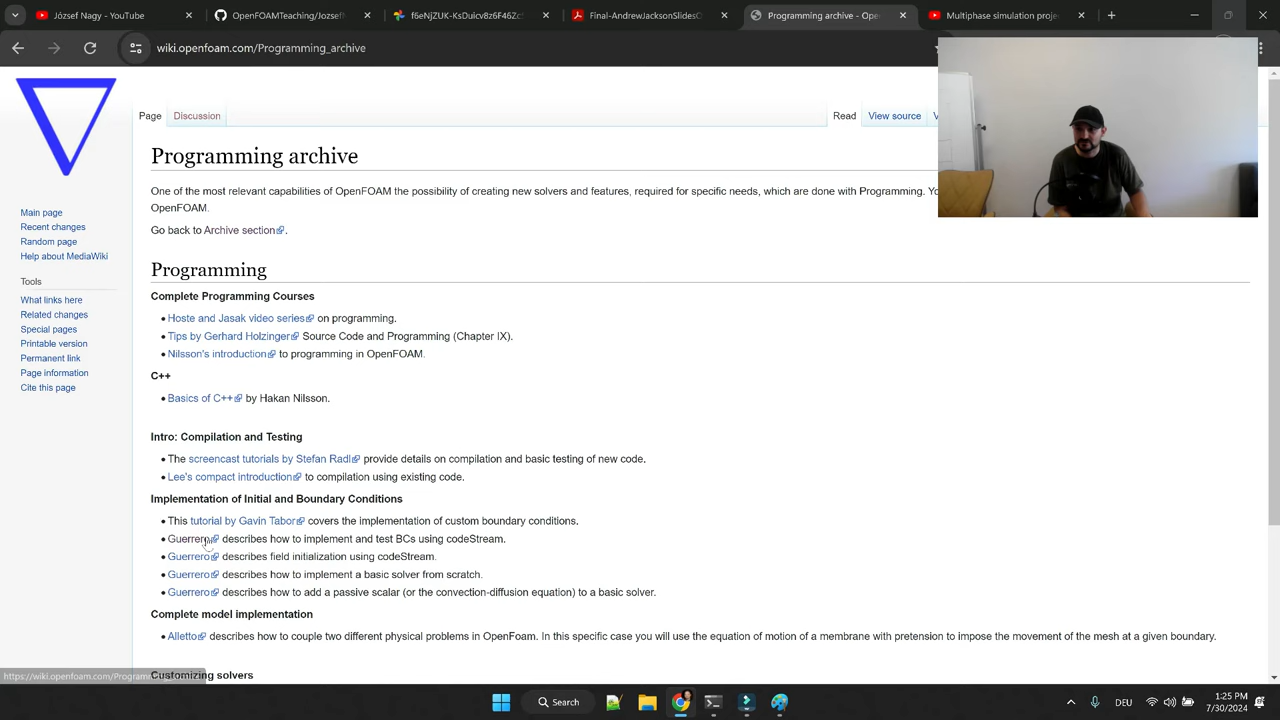 József Nagy - YouTube
OpenFOAMTeaching/JozsefN
f6eNjZUK-KsDuicv8z6F46Zc
Final-AndrewJacksonSlidesO
Programming archive - Open
Multiphase simulation proje
wiki.openfoam.com/Programming_archive
Page
Discussion
Read
View source
V
Programming archive
One of the most relevant capabilities of OpenFOAM the possibility of creating new solvers and features, required for specific needs, which are done with Programming. Yo
OpenFOAM.
Go back to Archive section.
Main page
Recent changes
Random page
Help about MediaWiki
Tools
What links here
Related changes
Special pages
Printable version
Permanent link
Page information
Cite this page
Programming
Complete Programming Courses
• Hoste and Jasak video series on programming.
• Tips by Gerhard Holzinger Source Code and Programming (Chapter IX).
• Nilsson's introduction to programming in OpenFOAM.
C++
• Basics of C++ by Hakan Nilsson.
Intro: Compilation and Testing
• The screencast tutorials by Stefan Radl provide details on compilation and basic testing of new code.
• Lee's compact introduction to compilation using existing code.
Implementation of Initial and Boundary Conditions
• This tutorial by Gavin Tabor covers the implementation of custom boundary conditions.
• Guerrero describes how to implement and test BCs using codeStream.
• Guerrero describes field initialization using codeStream.
• Guerrero describes how to implement a basic solver from scratch.
• Guerrero describes how to add a passive scalar (or the convection-diffusion equation) to a basic solver.
Complete model implementation
• Alletto describes how to couple two different physical problems in OpenFoam. In this specific case you will use the equation of motion of a membrane with pretension to impose the movement of the mesh at a given boundary.
Customizing solvers
https://wiki.openfoam.com/Program
Search
DEU
1:25 PM
7/30/2024